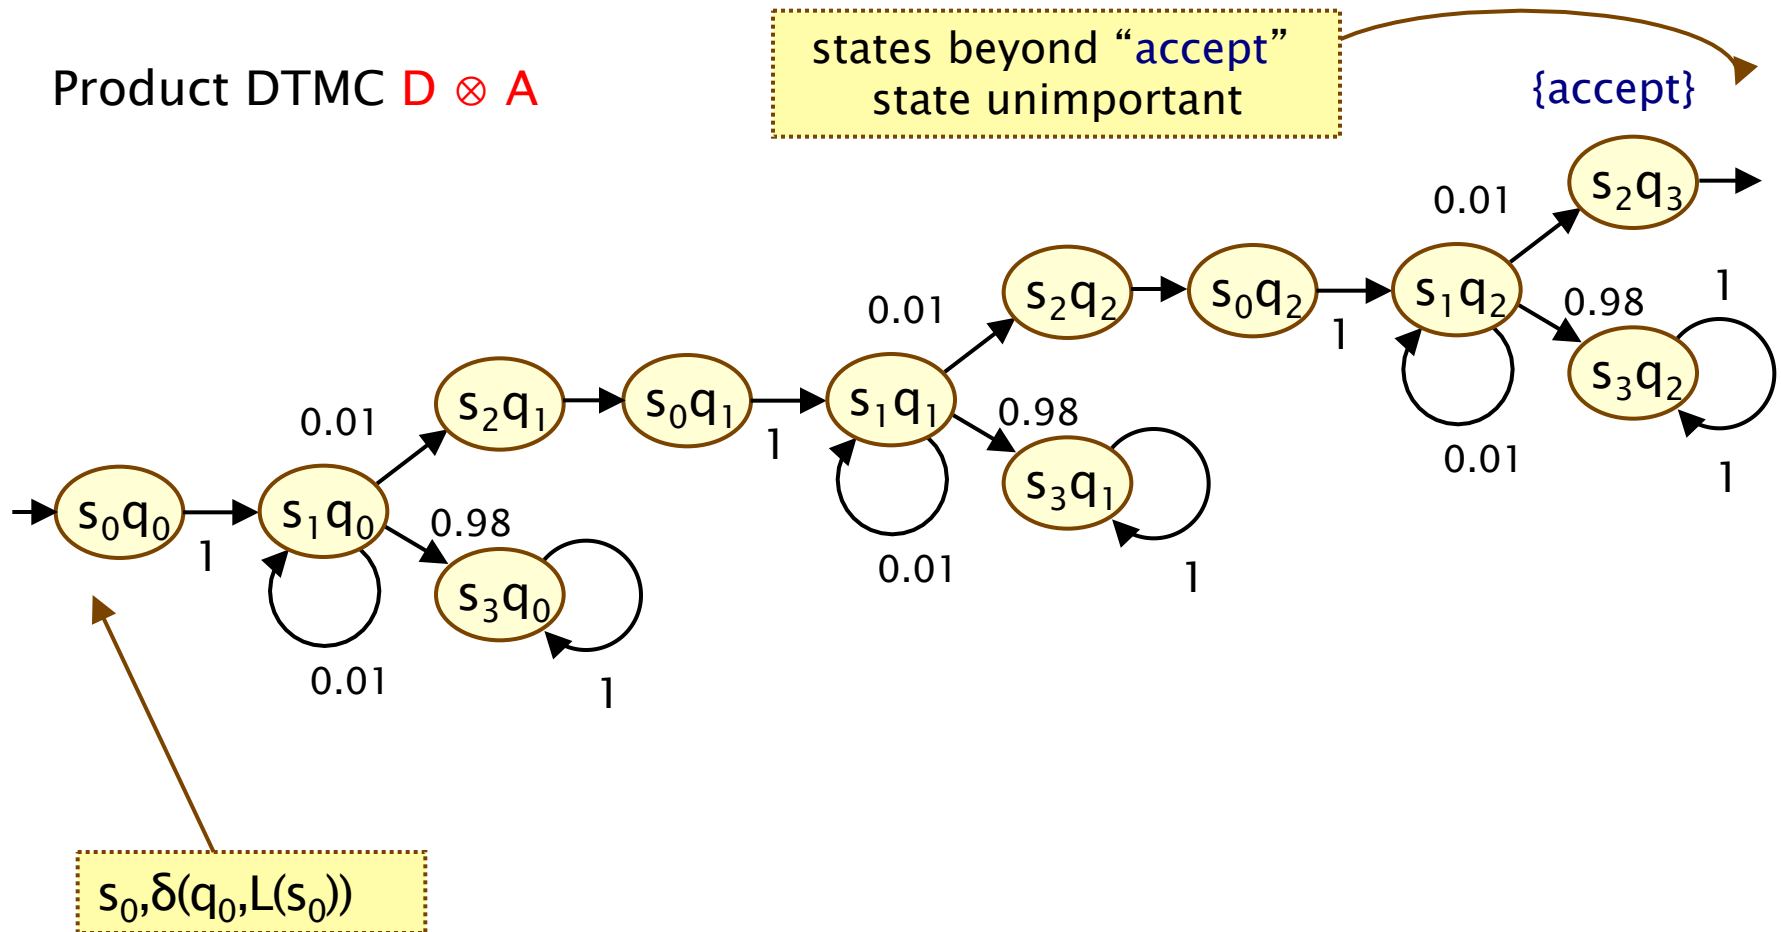 states beyond “accept”
state unimportant
Product DTMC D ⊗ A
{accept}
s₂q₃
0.01
s₂q₂
s₀q₂
1
s₁q₂
0.98
1
s₃q₂
0.01
1
0.01
s₂q₁
s₀q₁
1
s₁q₁
0.98
s₃q₁
0.01
1
0.01
s₀q₀
1
s₁q₀
0.98
s₃q₀
0.01
1
s₀,δ(q₀,L(s₀))